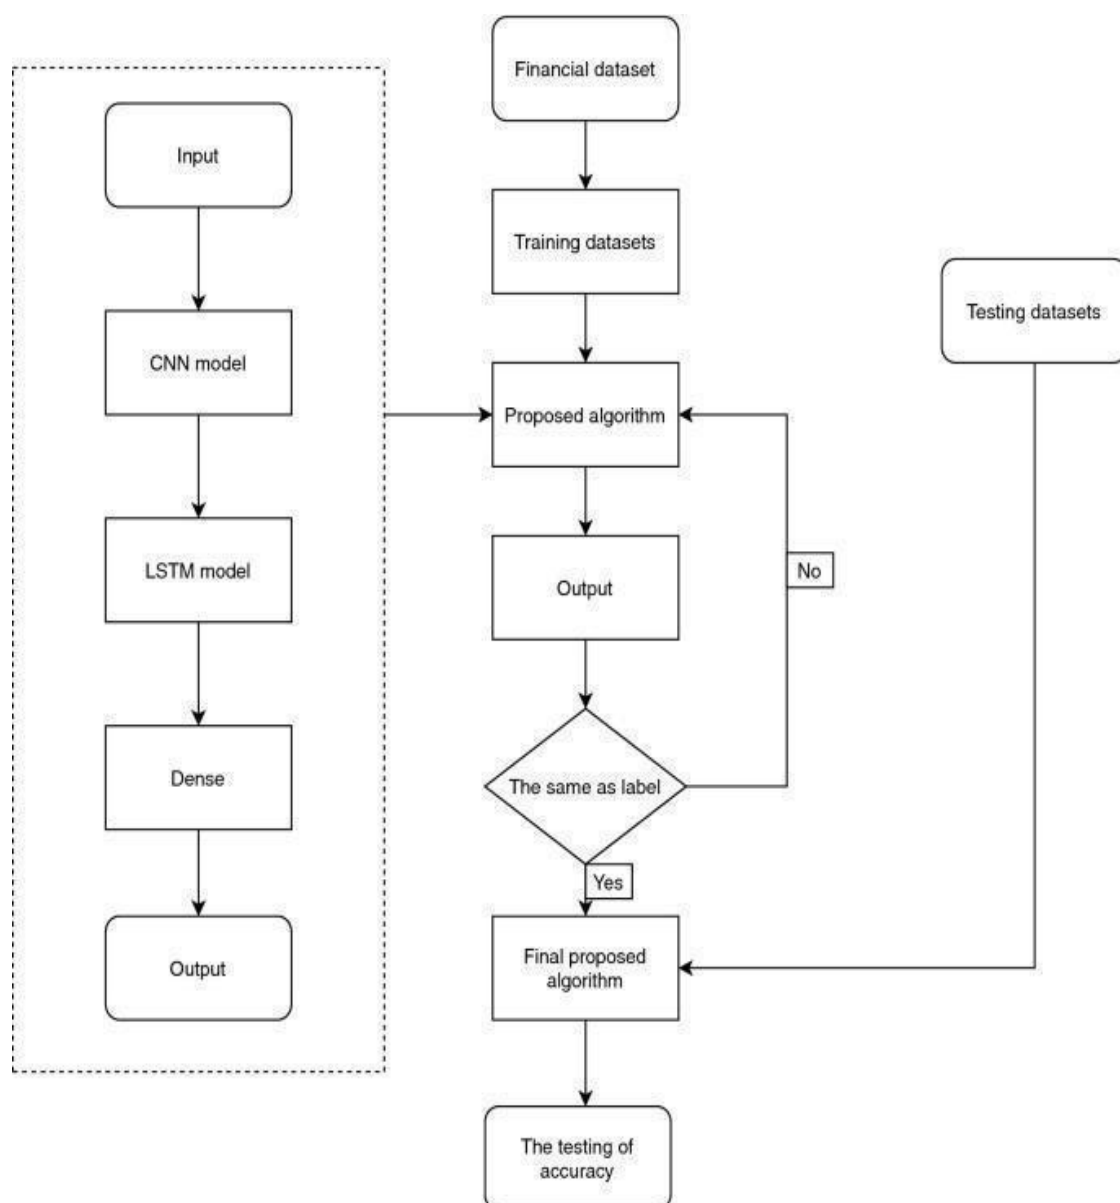 Financial dataset
Input
Training datasets
Testing datasets
CNN model
Proposed algorithm
LSTM model
Output
No
Dense
The same as label
Yes
Output
Final proposed
algorithm
The testing of
accuracy